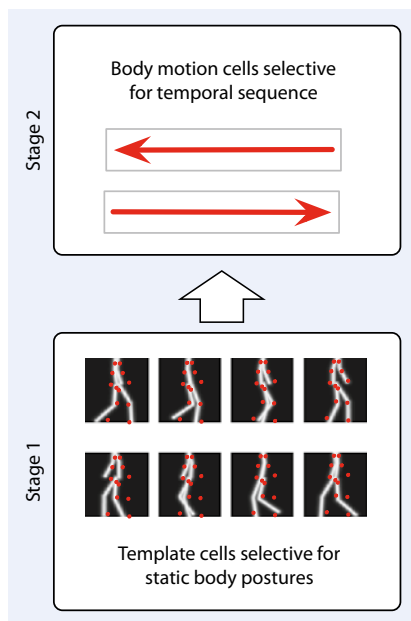 Stage 2
Body motion cells selective
for temporal sequence
Stage 1
Template cells selective for
static body postures